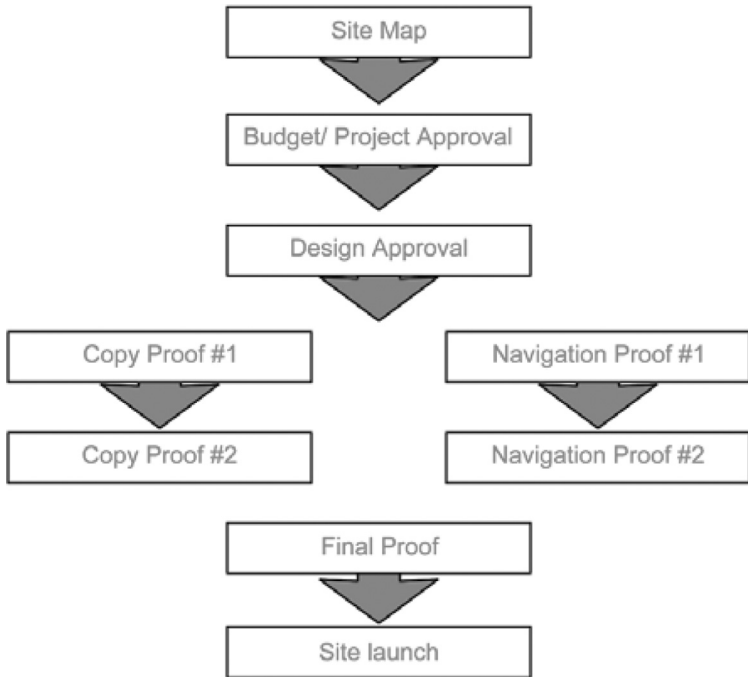 Site Map
Budget/ Project Approval
Design Approval
Copy Proof #1
Navigation Proof #1
Copy Proof #2
Navigation Proof #2
Final Proof
Site launch